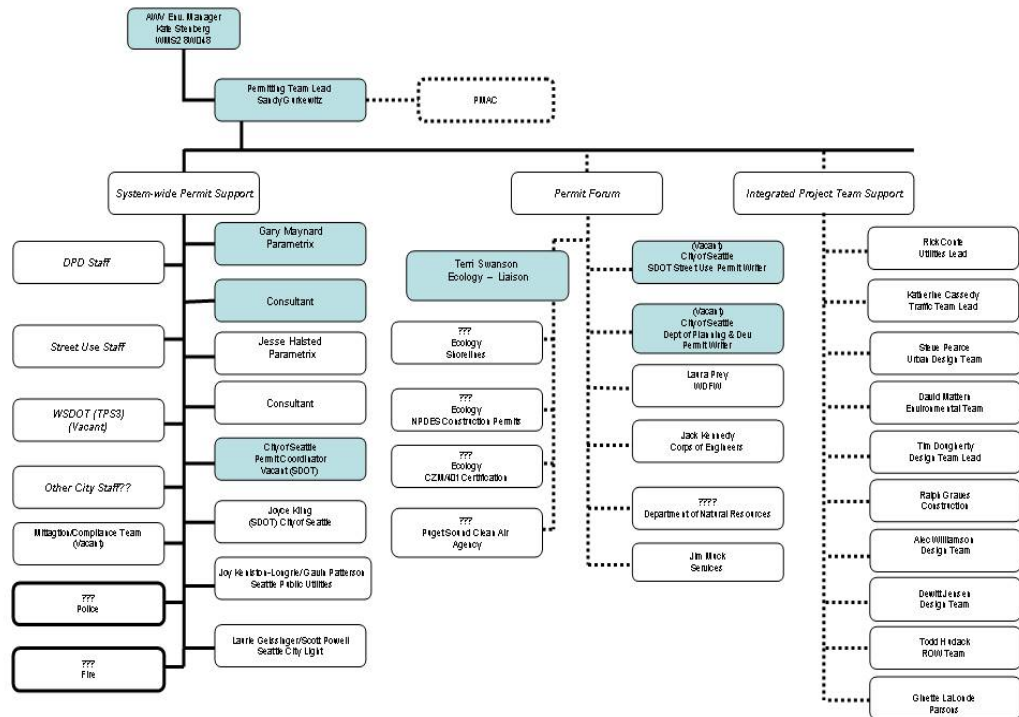 AWV Env. Manager
Kate Stenberg
Permitting Team Lead
Sandy Gurkewitz
PMAC
System-wide Permit Support
Permit Forum
Integrated Project Team Support
DPD Staff
Street Use Staff
WSDOT (TPS3)
(Vacant)
Other City Staff??
Mitigation/Compliance Team
(Vacant)
???
Police
???
Fire
Gary Maynard
Parametrix
Consultant
Jesse Halsted
Parametrix
Consultant
City of Seattle
Permit Coordinator
Vacant (SDOT)
Joyce Kling
(SDOT) City of Seattle
Joy Keniston-Longrie/Gavin Patterson
Seattle Public Utilities
Laurie Geissinger/Scott Powell
Seattle City Light
Terri Swanson
Ecology – Liaison
???
Ecology
Shorelines
???
Ecology
NPDES Construction Permits
???
Ecology
CZM/401 Certification
???
Puget Sound Clean Air
Agency
(Vacant)
City of Seattle
SDOT Street Use Permit Writer
(Vacant)
City of Seattle
Dept of Planning & Dev
Permit Writer
Laura Prey
WDFW
Jack Kennedy
Corps of Engineers
????
Department of Natural Resources
Jim Muck
Services
Rick Conte
Utilities Lead
Katherine Cassedy
Traffic Team Lead
Steve Pearce
Urban Design Team
David Mattern
Environmental Team
Tim Dougherty
Design Team Lead
Ralph Graves
Construction
Alec Williamson
Design Team
Dewitt Jensen
Design Team
Todd Hudack
ROW Team
Ginette LaLonde
Parsons